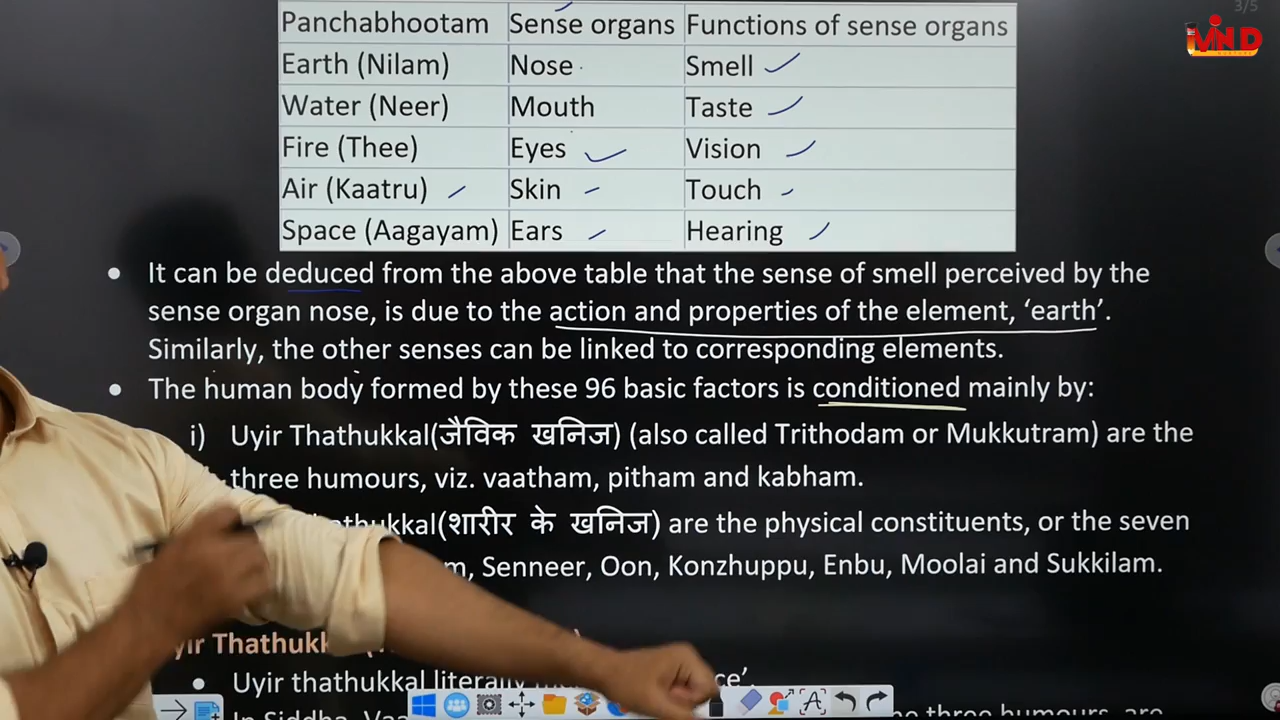 3/5
MIND
Panchabhootam Sense organs Functions of sense organs
Earth (Nilam) Nose Smell
Water (Neer) Mouth Taste
Fire (Thee) Eyes Vision
Air (Kaatru) Skin Touch
Space (Aagayam) Ears Hearing
• It can be deduced from the above table that the sense of smell perceived by the
sense organ nose, is due to the action and properties of the element, ‘earth’.
Similarly, the other senses can be linked to corresponding elements.
• The human body formed by these 96 basic factors is conditioned mainly by:
i) Uyir Thathukkal(जैविक खनिज) (also called Trithodam or Mukkutram) are the
three humours, viz. vaatham, pitham and kabham.
(शारीर के खनिज) are the physical constituents, or the seven
Senneer, Oon, Konzhuppu, Enbu, Moolai and Sukkilam.
• Uyir thathukkal
three humours, are